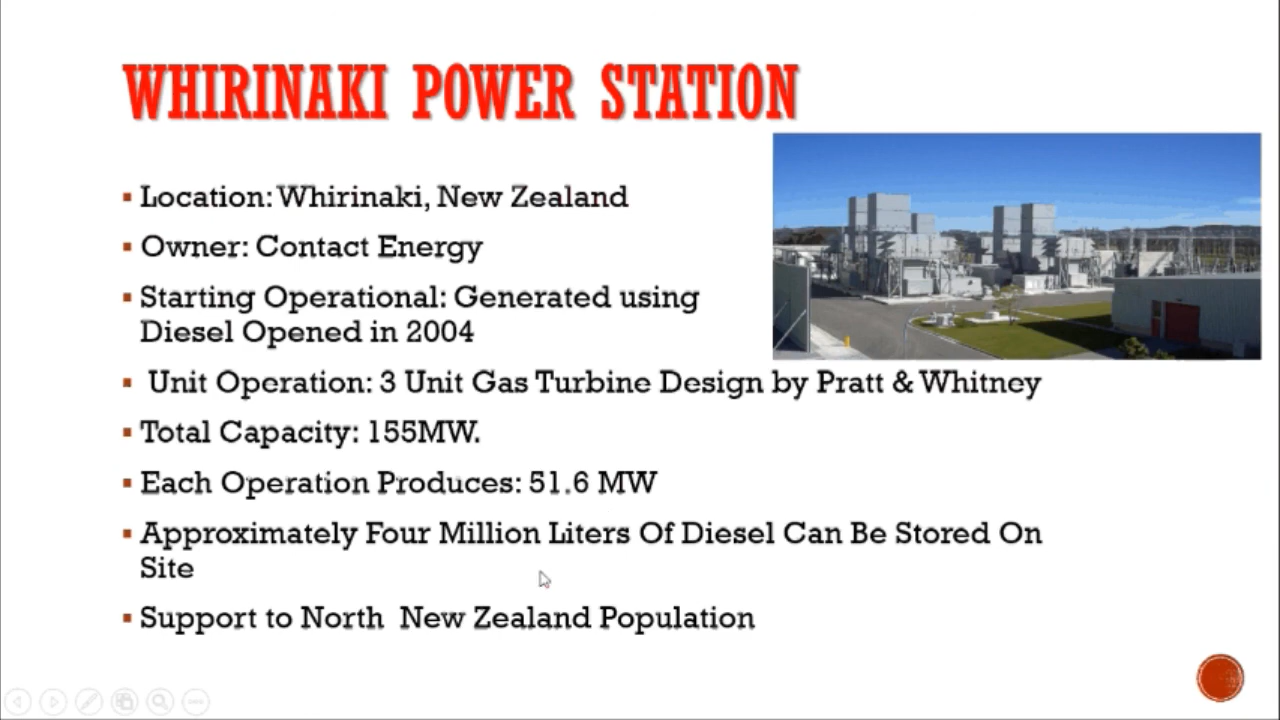 WHIRINAKI POWER STATION
Location: Whirinaki, New Zealand
Owner: Contact Energy
Starting Operational: Generated using
Diesel Opened in 2004
Unit Operation: 3 Unit Gas Turbine Design by Pratt & Whitney
Total Capacity: 155MW.
Each Operation Produces: 51.6 MW
Approximately Four Million Liters Of Diesel Can Be Stored On
Site
Support to North New Zealand Population